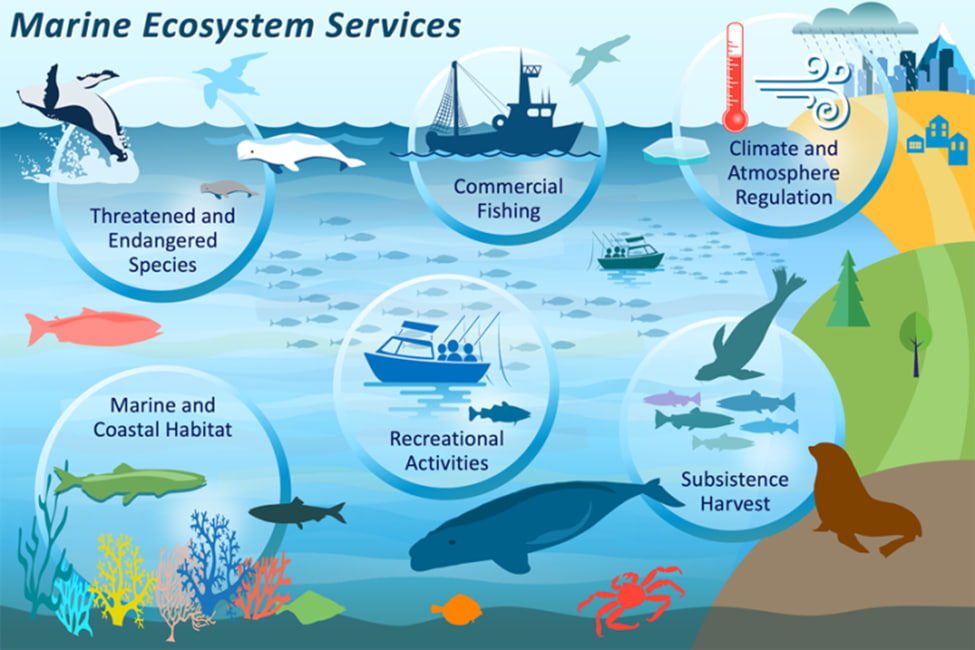 Marine Ecosystem Services
Threatened and
Endangered
Species
Commercial
Fishing
Climate and
Atmosphere
Regulation
Marine and
Coastal Habitat
Recreational
Activities
Subsistence
Harvest